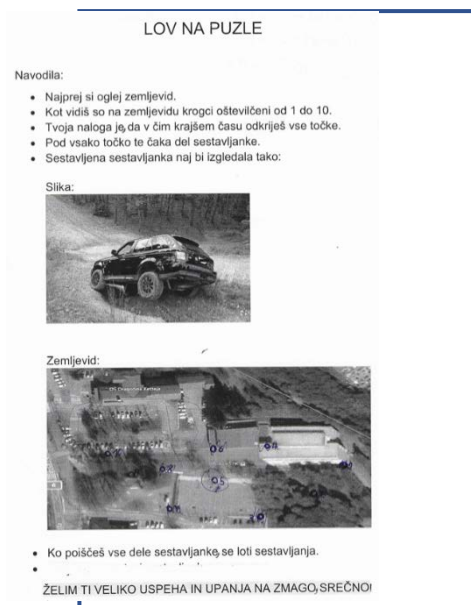 LOV NA PUZLE
Navodila:
• Najprej si oglej zemljevid.
• Kot vidiš so na zemljevidu krogci oštevilčeni od 1 do 10.
• Tvoja naloga je, da v čim krajšem času odkriješ vse točke.
• Pod vsako točko te čaka del sestavljanke.
• Sestavljena sestavljanka naj bi izgledala tako:
Slika:
Zemljevid:
OŠ Dragotina Ketteja
• Ko poiščeš vse dele sestavljanke, se loti sestavljanja.
ŽELIM TI VELIKO USPEHA IN UPANJA NA ZMAGO, SREČNO!